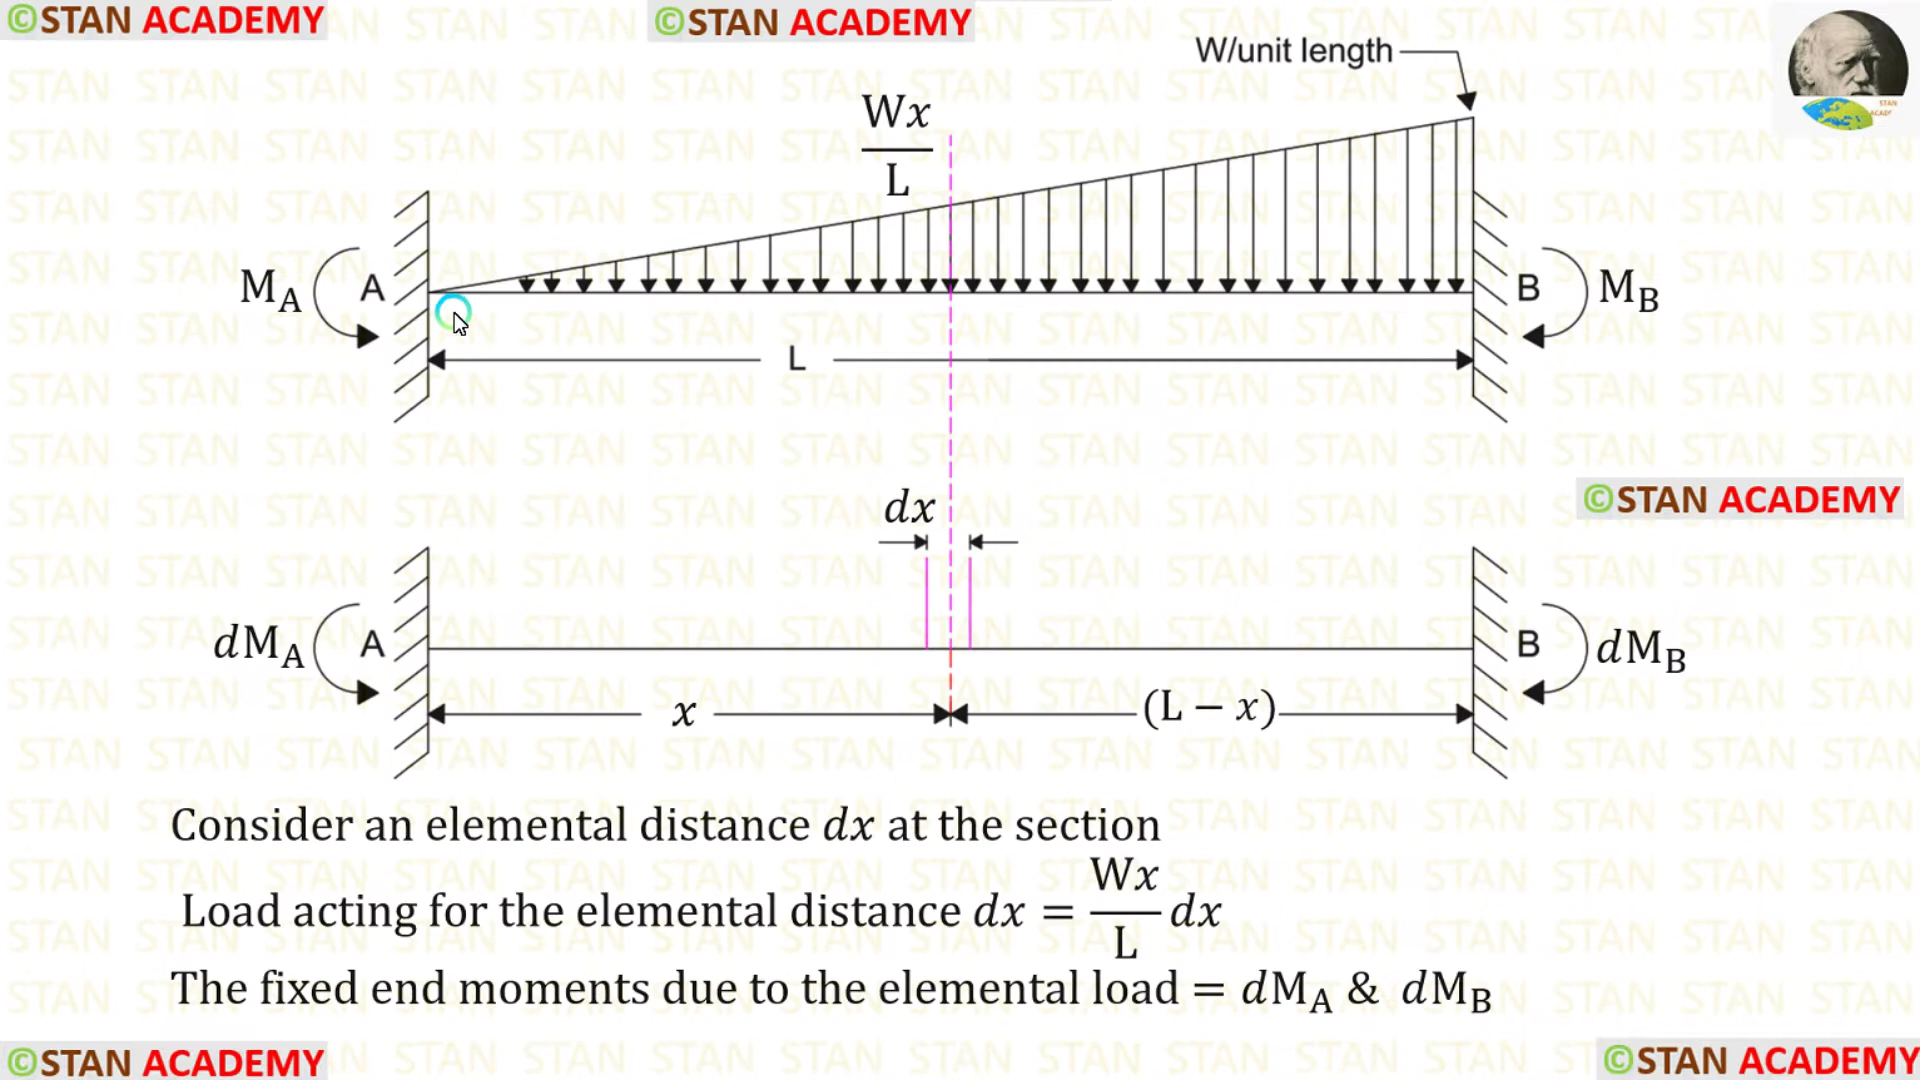 ©STAN ACADEMY
©STAN ACADEMY
W/unit length
STAN
ACADE
Wx
L
M_A
A
B
M_B
L
©STAN ACADEMY
dx
dM_A
A
B
dM_B
x
(L − x)
Consider an elemental distance dx at the section
Load acting for the elemental distance dx = Wx/L dx
The fixed end moments due to the elemental load = dM_A & dM_B
©STAN ACADEMY
©STAN ACADEMY